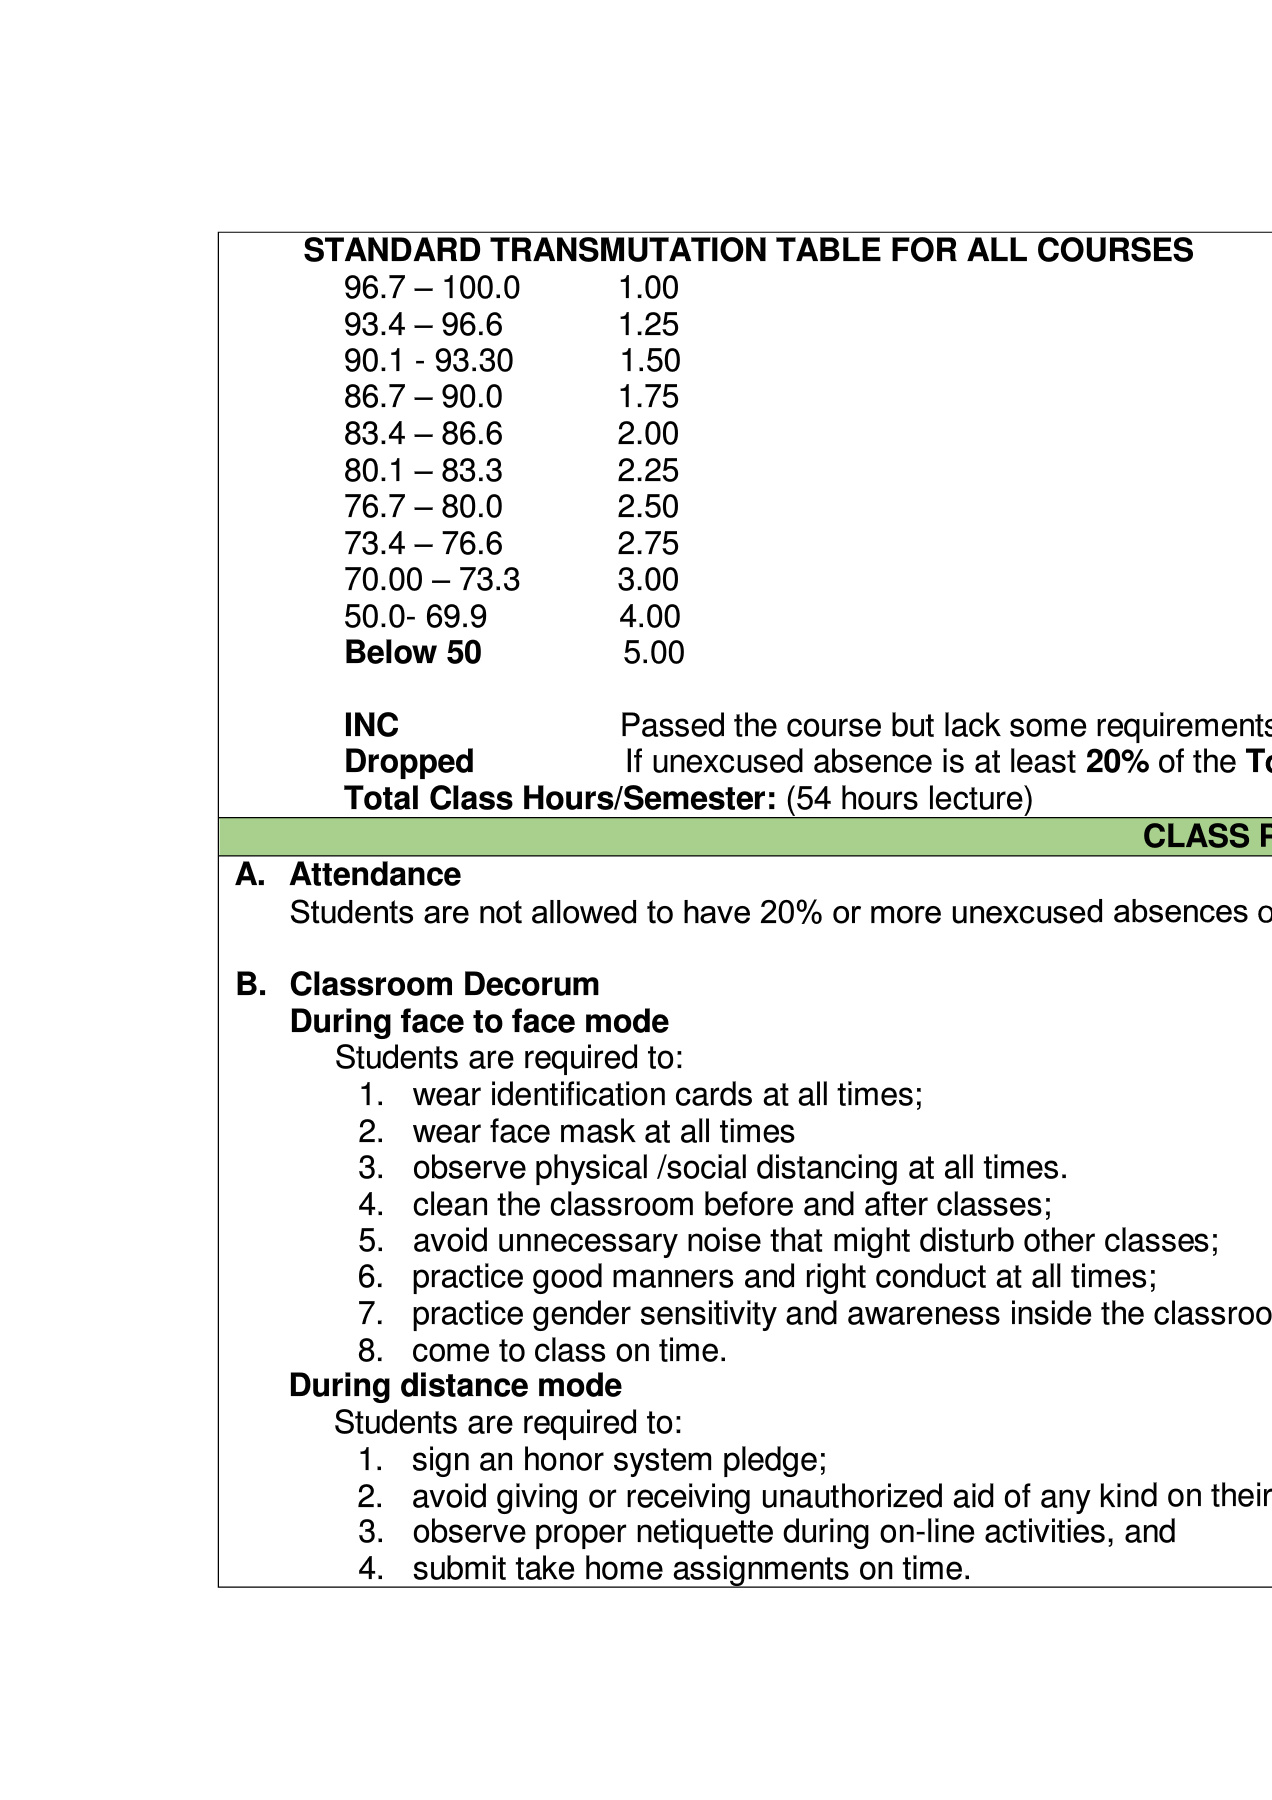 STANDARD TRANSMUTATION TABLE FOR ALL COURSES
96.7 – 100.0 1.00
93.4 – 96.6 1.25
90.1 - 93.30 1.50
86.7 – 90.0 1.75
83.4 – 86.6 2.00
80.1 – 83.3 2.25
76.7 – 80.0 2.50
73.4 – 76.6 2.75
70.00 – 73.3 3.00
50.0- 69.9 4.00
Below 50 5.00
INC Passed the course but lack some requirements
Dropped If unexcused absence is at least 20% of the
Total Class Hours/Semester: (54 hours lecture)
CLASS
A. Attendance
Students are not allowed to have 20% or more unexcused absences
B. Classroom Decorum
During face to face mode
Students are required to:
1. wear identification cards at all times;
2. wear face mask at all times
3. observe physical /social distancing at all times.
4. clean the classroom before and after classes;
5. avoid unnecessary noise that might disturb other classes;
6. practice good manners and right conduct at all times;
7. practice gender sensitivity and awareness inside the
8. come to class on time.
During distance mode
Students are required to:
1. sign an honor system pledge;
2. avoid giving or receiving unauthorized aid of any kind on their
3. observe proper netiquette during on-line activities, and
4. submit take home assignments on time.